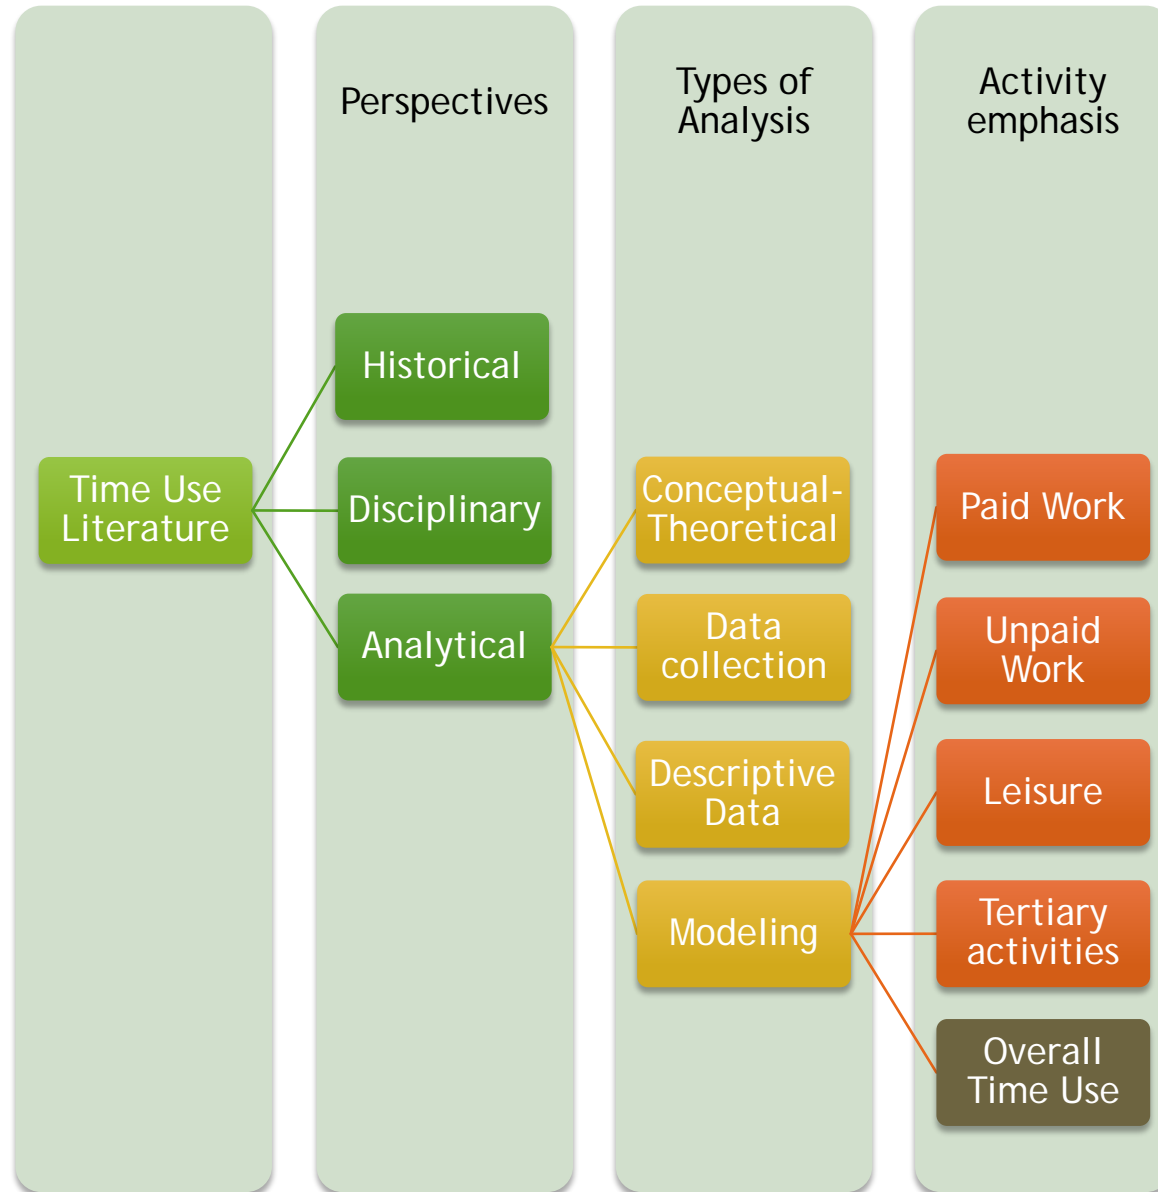 Perspectives
Types of
Analysis
Activity
emphasis
Time Use
Literature
Historical
Disciplinary
Analytical
Conceptual-
Theoretical
Data
collection
Descriptive
Data
Modeling
Paid Work
Unpaid
Work
Leisure
Tertiary
activities
Overall
Time Use